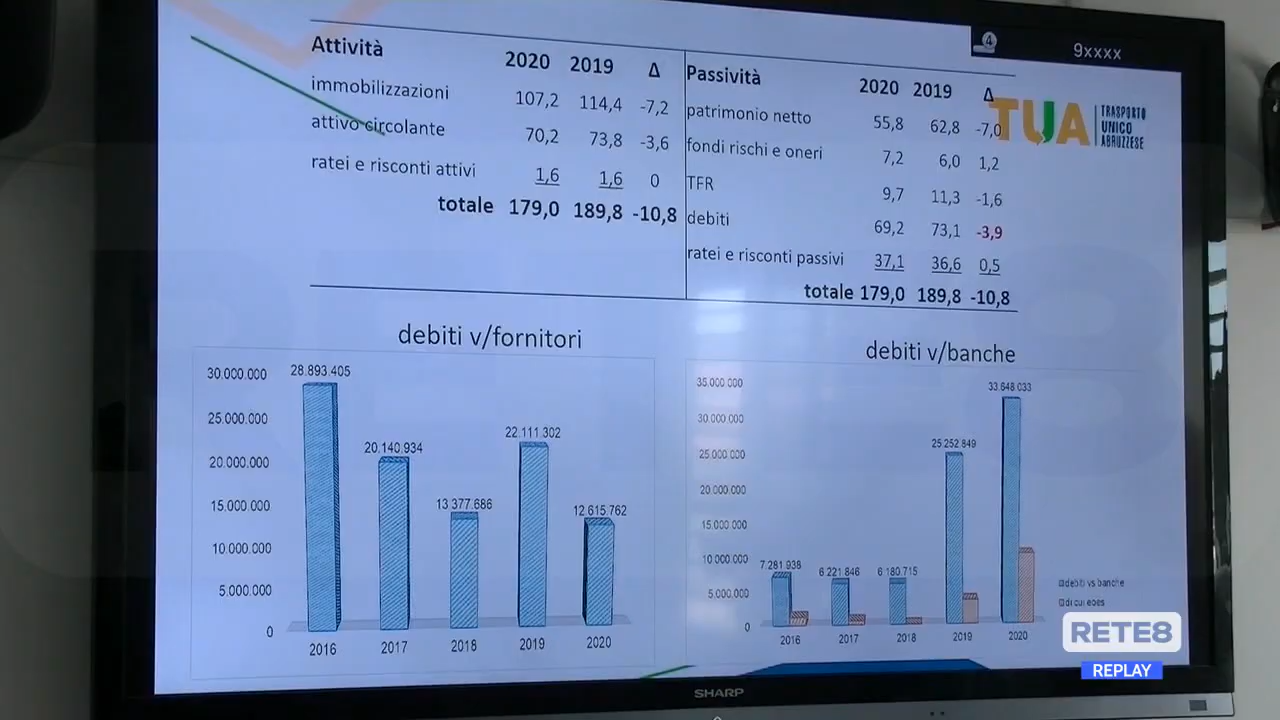 9xxxx
TUA TRASPORTO
UNICO
ABRUZZESE
Attività 2020 2019 Δ
immobilizzazioni 107,2 114,4 -7,2
attivo circolante 70,2 73,8 -3,6
ratei e risconti attivi 1,6 1,6 0
totale 179,0 189,8 -10,8
Passività 2020 2019 Δ
patrimonio netto 55,8 62,8 -7,0
fondi rischi e oneri 7,2 6,0 1,2
TFR 9,7 11,3 -1,6
debiti 69,2 73,1 -3,9
ratei e risconti passivi 37,1 36,6 0,5
totale 179,0 189,8 -10,8
debiti v/fornitori
30.000.000
25.000.000
20.000.000
15.000.000
10.000.000
5.000.000
0
28.893.405
20.140.934
13.377.686
22.111.302
12.615.762
2016 2017 2018 2019 2020
debiti v/banche
35.000.000
30.000.000
25.000.000
20.000.000
15.000.000
10.000.000
5.000.000
0
7.281.938
6.221.846
6.180.715
25.252.849
33.648.033
2016 2017 2018 2019 2020
debiti vs banche
di cui
RETE8
REPLAY
SHARP